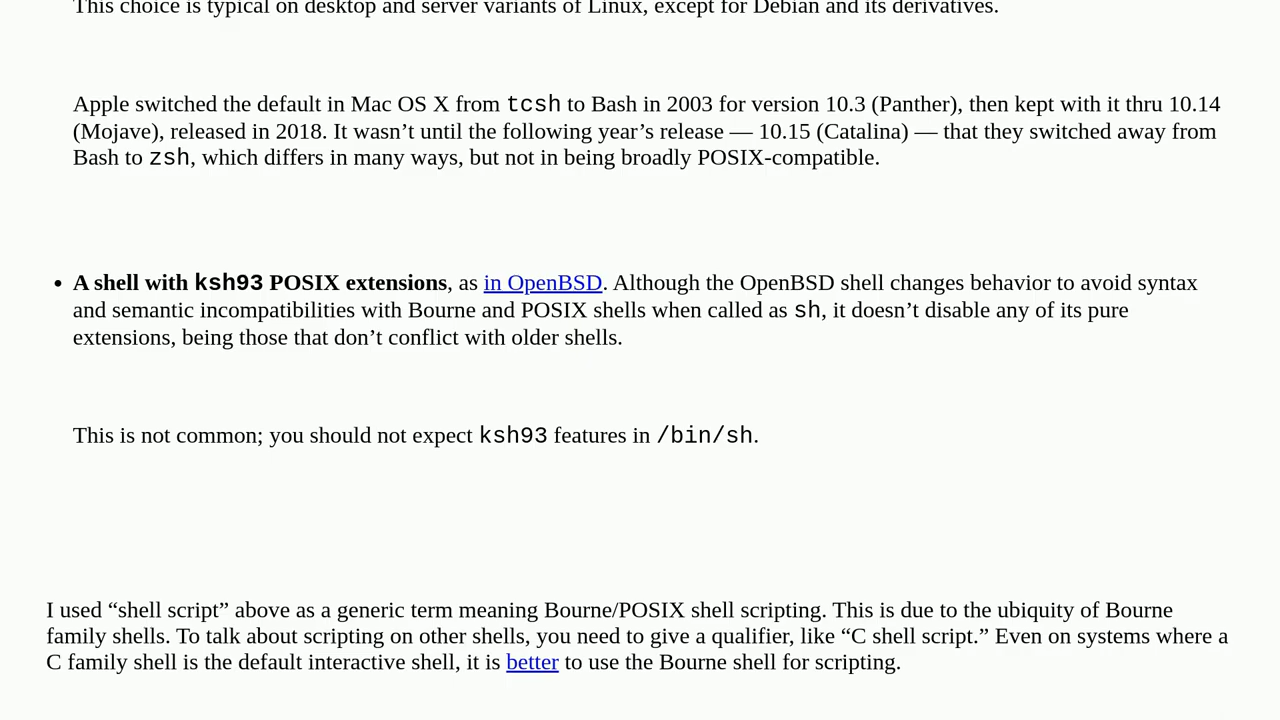 This choice is typical on desktop and server variants of Linux, except for Debian and its derivatives.
Apple switched the default in Mac OS X from tcsh to Bash in 2003 for version 10.3 (Panther), then kept with it thru 10.14
(Mojave), released in 2018. It wasn’t until the following year’s release — 10.15 (Catalina) — that they switched away from
Bash to zsh, which differs in many ways, but not in being broadly POSIX-compatible.
• A shell with ksh93 POSIX extensions, as in OpenBSD. Although the OpenBSD shell changes behavior to avoid syntax
and semantic incompatibilities with Bourne and POSIX shells when called as sh, it doesn’t disable any of its pure
extensions, being those that don’t conflict with older shells.
This is not common; you should not expect ksh93 features in /bin/sh.
I used “shell script” above as a generic term meaning Bourne/POSIX shell scripting. This is due to the ubiquity of Bourne
family shells. To talk about scripting on other shells, you need to give a qualifier, like “C shell script.” Even on systems where a
C family shell is the default interactive shell, it is better to use the Bourne shell for scripting.